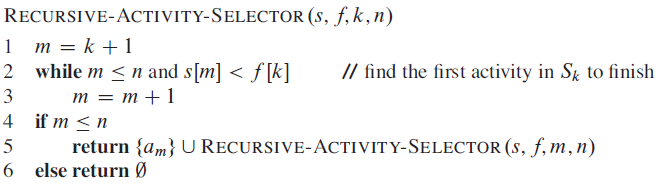 RECURSIVE-ACTIVITY-SELECTOR(s, f, k, n)
1 m = k + 1
2 while m ≤ n and s[m] < f[k] // find the first activity in Sk to finish
3 m = m + 1
4 if m ≤ n
5 return {am} ∪ RECURSIVE-ACTIVITY-SELECTOR(s, f, m, n)
6 else return Ø